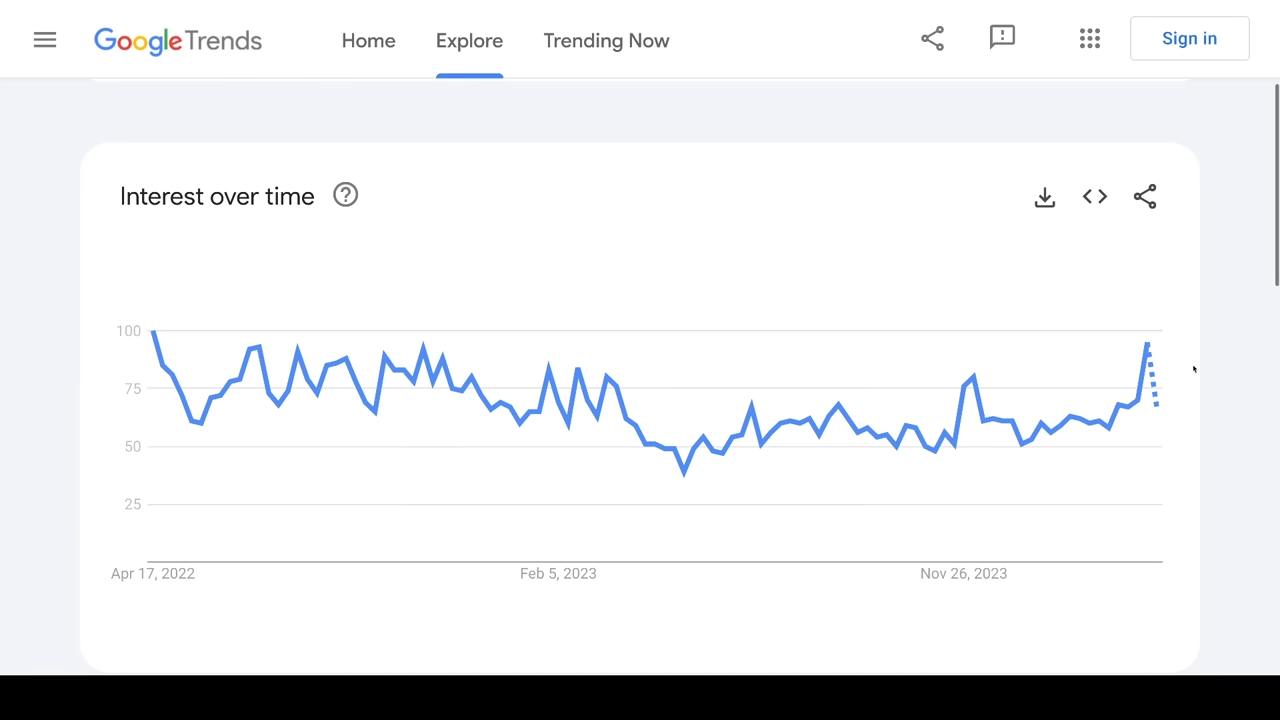 Google Trends Home Explore Trending Now Sign in
Interest over time
100
75
50
25
Apr 17, 2022 Feb 5, 2023 Nov 26, 2023